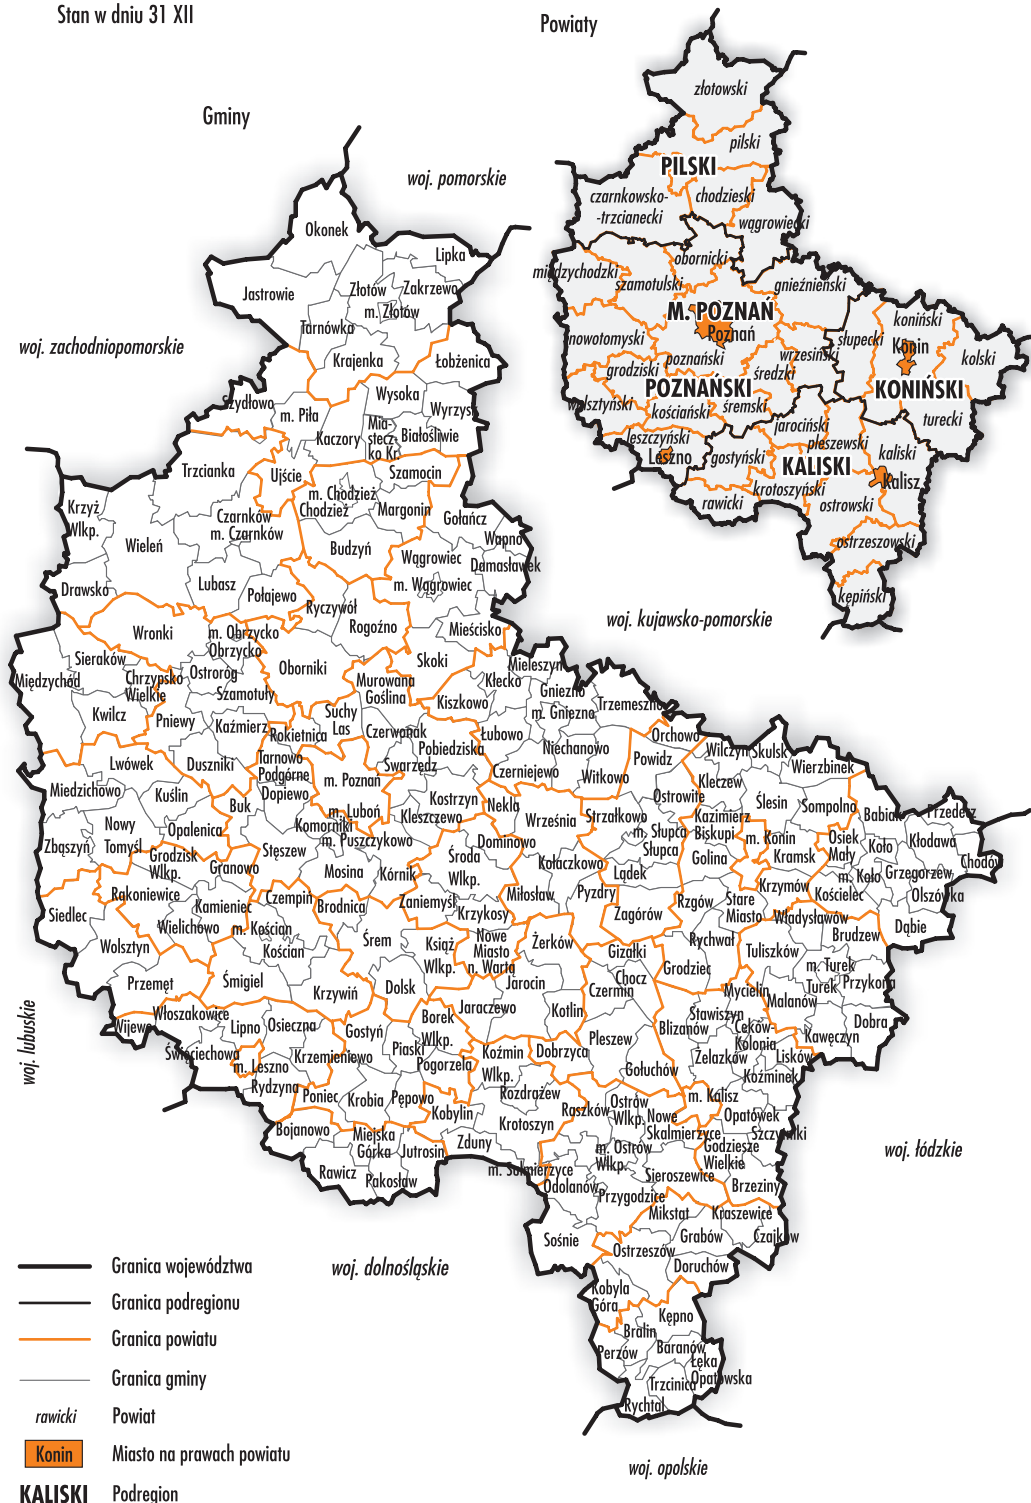 Stan w dniu 31 XII
Powiaty
złotowski
pilski
PILSKI
czarnkowsko-
-trzcianecki
chodzieski
wągrowiecki
obornicki
międzychodzki
szamotulski
gnieźnieński
M. POZNAŃ
Poznań
nowotomyski
poznański
wrzesiński
słupecki
koniński
Konin
kolski
grodziski
średzki
POZNAŃSKI
KONIŃSKI
wolsztyński
kościański
śremski
jarociński
turecki
leszczyński
Leszno
gostyński
pleszewski
kaliski
KALISKI
Kalisz
krotoszyński
rawicki
ostrowski
ostrzeszowski
kępiński
Gminy
woj. pomorskie
woj. zachodniopomorskie
woj. kujawsko-pomorskie
woj. lubuskie
woj. łódzkie
woj. dolnośląskie
woj. opolskie
Okonek
Lipka
Jastrowie
Złotów
Zakrzewo
m. Złotów
Tarnówka
Krajenka
Łobżenica
Szydłowo
m. Piła
Wysoka
Wyrzysk
Kaczory
Mia-
stecz-
ko Kr.
Białośliwie
Trzcianka
Ujście
Szamocin
m. Chodzież
Chodzież
Margonin
Krzyż
Wlkp.
Czarnków
m. Czarnków
Gołańcz
Wapno
Wieleń
Budzyń
Wągrowiec
Damasławek
Drawsko
Lubasz
Połajewo
m. Wągrowiec
Ryczywół
Rogoźno
Wronki
m. Obrzycko
Obrzycko
Mieścisko
Sieraków
Międzychód
Chrzypsko
Wielkie
Ostroróg
Oborniki
Skoki
Mieleszyn
Szamotuły
Murowana
Goślina
Kłecko
Kiszkowo
Gniezno
m. Gniezno
Trzemeszno
Kwilcz
Pniewy
Kaźmierz
Rokietnica
Suchy
Las
Czerwonak
Łubowo
Orchowo
Pobiedziska
Niechanowo
Lwówek
Duszniki
Tarnowo
Podgórne
Swarzędz
Czerniejewo
Witkowo
Powidz
Wilczyn
Skulsk
Wierzbinek
Miedzichowo
Kuślin
Buk
Dopiewo
m. Poznań
Kostrzyn
Nekla
Ostrowite
Kleczew
Ślesin
Sompolno
m. Luboń
Kleszczewo
Września
Strzałkowo
Kazimierz
Biskupi
Babiak
Przedecz
Nowy
Tomyśl
Opalenica
Komorniki
m. Puszczykowo
Zbąszyń
Grodzisk
Wlkp.
Granowo
Stęszew
Dominowo
m. Słupca
Słupca
m. Konin
Osiek
Mały
Koło
Kłodawa
Środa
Wlkp.
Kołaczkowo
Golina
Kramsk
Chodów
Mosina
Kórnik
Lądek
m. Koło
Grzegorzew
Rakoniewice
Kamieniec
Czempiń
Brodnica
Zaniemyśl
Miłosław
Pyzdry
Rzgów
Krzymów
Kościelec
Olszówka
Siedlec
Krzykosy
Zagórów
Stare
Miasto
Władysławów
Dąbie
Wielichowo
m. Kościan
Kościan
Wolsztyn
Śrem
Książ
Wlkp.
Nowe
Miasto
n. Wartą
Żerków
Gizałki
Rychwał
Tuliszków
Brudzew
Grodziec
m. Turek
Turek
Przykona
Przemęt
Śmigiel
Krzywiń
Dolsk
Jarocin
Chocz
Czermin
Mycielin
Malanów
Włoszakowice
Wijewo
Lipno
Osieczna
Gostyń
Borek
Wlkp.
Jaraczewo
Kotlin
Stawiszyn
Blizanów
Ceków-
Kolonia
Dobra
Kawęczyn
Święciechowa
m. Leszno
Krzemieniewo
Piaski
Pogorzela
Koźmin
Wlkp.
Dobrzyca
Pleszew
Żelazków
Lisków
Rydzyna
Gołuchów
Koźminek
Poniec
Krobia
Pępowo
Kobylin
Rozdrażew
Raszków
Ostrów
Wlkp.
m. Kalisz
Bojanowo
Krotoszyn
Nowe
Skalmierzyce
Opatówek
Szczytniki
Miejska
Górka
Jutrosin
Zduny
m. Ostrów
Wlkp.
Godziesze
Wielkie
Rawicz
Pakosław
m. Sulmierzyce
Odolanów
Sieroszewice
Brzeziny
Przygodzice
Mikstat
Kraszewice
Sośnie
Grabów
Czajków
Ostrzeszów
Doruchów
Kobyla
Góra
Kępno
Bralin
Baranów
Perzów
Łęka
Opatowska
Trzcinica
Rychtal
Granica województwa
Granica podregionu
Granica powiatu
Granica gminy
rawicki Powiat
Konin Miasto na prawach powiatu
KALISKI Podregion